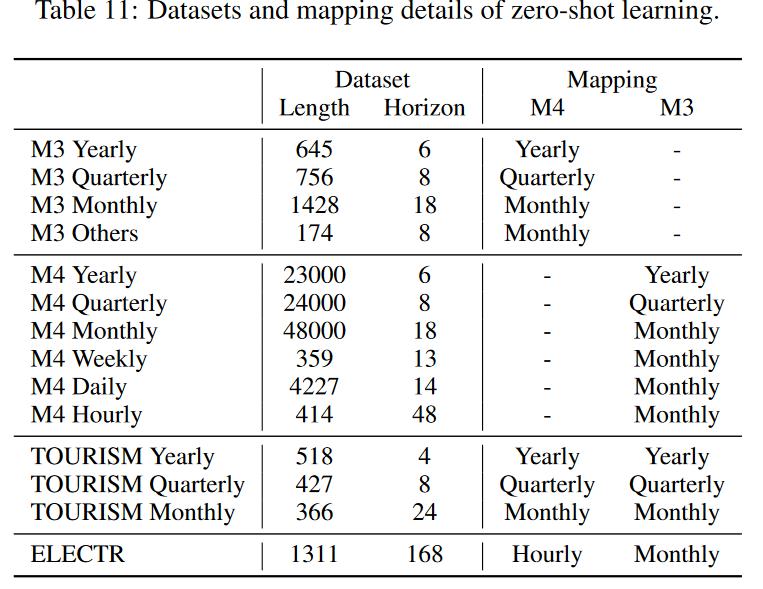 Table 11: Datasets and mapping details of zero-shot learning.
Dataset Mapping
Length Horizon M4 M3
M3 Yearly 645 6 Yearly -
M3 Quarterly 756 8 Quarterly -
M3 Monthly 1428 18 Monthly -
M3 Others 174 8 Monthly -
M4 Yearly 23000 6 - Yearly
M4 Quarterly 24000 8 - Quarterly
M4 Monthly 48000 18 - Monthly
M4 Weekly 359 13 - Monthly
M4 Daily 4227 14 - Monthly
M4 Hourly 414 48 - Monthly
TOURISM Yearly 518 4 Yearly Yearly
TOURISM Quarterly 427 8 Quarterly Quarterly
TOURISM Monthly 366 24 Monthly Monthly
ELECTR 1311 168 Hourly Monthly